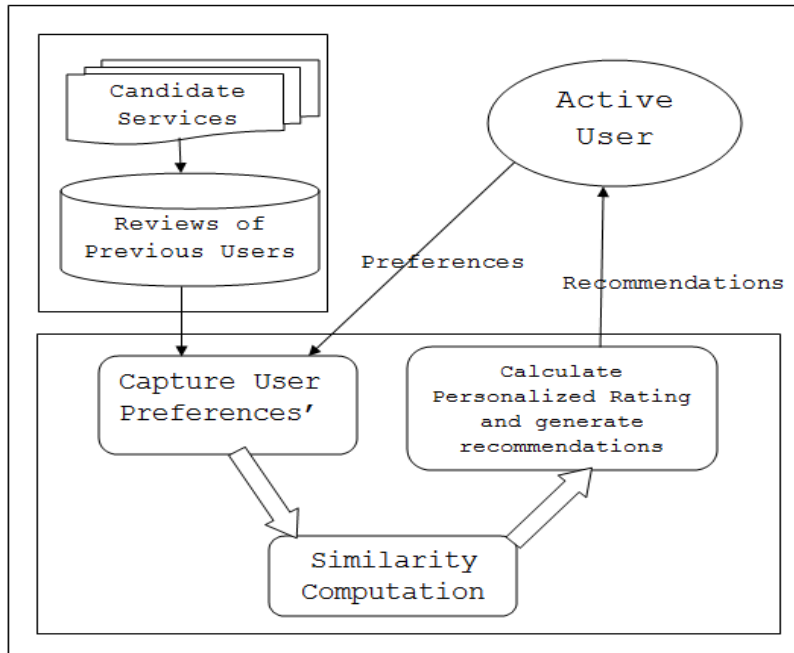 Candidate
Services
Active
User
Reviews of
Previous Users
Preferences
Recommendations
Capture User
Preferences’
Calculate
Personalized Rating
and generate
recommendations
Similarity
Computation